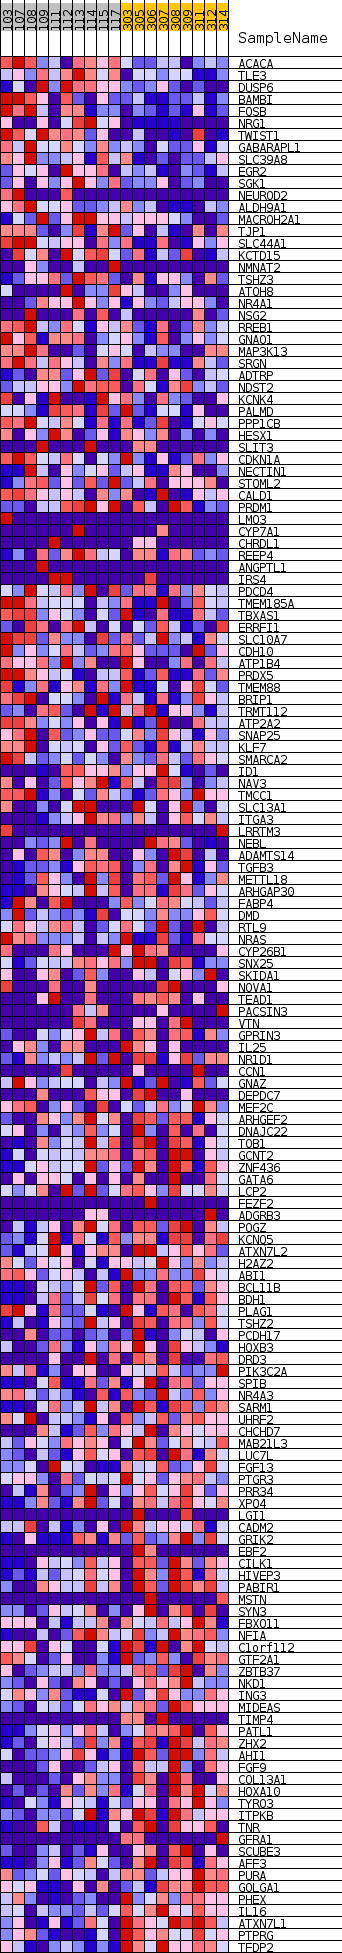 103 107 108 109 111 112 113 114 115 117 303 305 306 307 308 309 311 312 314
SampleName
ACACA
TLE3
DUSP6
BAMBI
FOSB
NRG1
TWIST1
GABARAPL1
SLC39A8
EGR2
SGK1
NEUROD2
ALDH9A1
MACROH2A1
TJP1
SLC44A1
KCTD15
NMNAT2
TSHZ3
ATOH8
NR4A1
NSG2
RREB1
GNAO1
MAP3K13
SRGN
ADTRP
NDST2
KCNK4
PALMD
PPP1CB
HESX1
SLIT3
CDKN1A
NECTIN1
STOML2
CALD1
PRDM1
LMO3
CYP7A1
CHRDL1
REEP4
ANGPTL1
IRS4
PDCD4
TMEM185A
TBXAS1
ERRFI1
SLC10A7
CDH10
ATP1B4
PRDX5
TMEM88
BRIP1
TRMT112
ATP2A2
SNAP25
KLF7
SMARCA2
ID1
NAV3
TMCC1
SLC13A1
ITGA3
LRRTM3
NEBL
ADAMTS14
TGFB3
METTL18
ARHGAP30
FABP4
DMD
RTL9
NRAS
CYP26B1
SNX25
SKIDA1
NOVA1
TEAD1
PACSIN3
VTN
GPRIN3
IL25
NR1D1
CCN1
GNAZ
DEPDC7
MEF2C
ARHGEF2
DNAJC22
TOB1
GCNT2
ZNF436
GATA6
LCP2
FEZF2
ADGRB3
POGZ
KCNQ5
ATXN7L2
H2AZ2
ABI1
BCL11B
BDH1
PLAG1
TSHZ2
PCDH17
HOXB3
DRD3
PIK3C2A
SPIB
NR4A3
SARM1
UHRF2
CHCHD7
MAB21L3
LUC7L
FGF13
PTGR3
PRR34
XPO4
LGI1
CADM2
GRIK2
EBF2
CILK1
HIVEP3
PABIR1
MSTN
SYN3
FBXO11
NFIA
C1orf112
GTF2A1
ZBTB37
NKD1
ING3
MIDEAS
TIMP4
PATL1
ZHX2
AHI1
FGF9
COL13A1
HOXA10
TYRO3
ITPKB
TNR
GFRA1
SCUBE3
AFF3
PURA
GOLGA1
PHEX
IL16
ATXN7L1
PTPRG
TFDP2